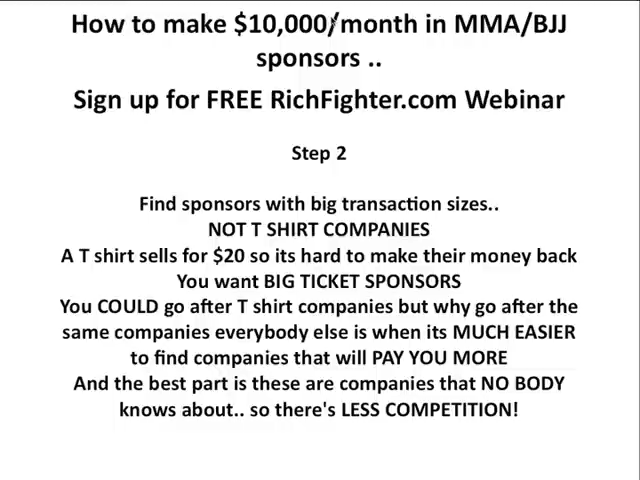 How to make $10,000/month in MMA/BJJ
sponsors ..
Sign up for FREE RichFighter.com Webinar
Step 2
Find sponsors with big transaction sizes..
NOT T SHIRT COMPANIES
A T shirt sells for $20 so its hard to make their money back
You want BIG TICKET SPONSORS
You COULD go after T shirt companies but why go after the
same companies everybody else is when its MUCH EASIER
to find companies that will PAY YOU MORE
And the best part is these are companies that NO BODY
knows about.. so there's LESS COMPETITION!